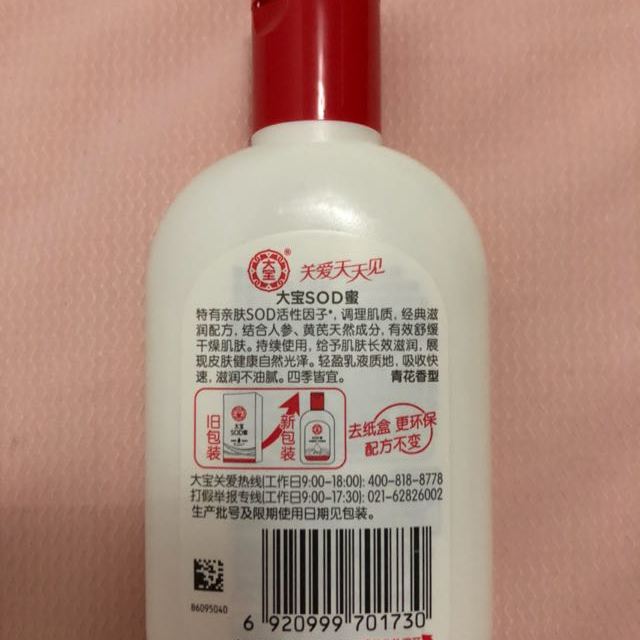 大宝®
关爱天天见
大宝SOD蜜
特有亲肤SOD活性因子*，调理肌质，经典滋
润配方，结合人参、黄芪天然成分，有效舒缓
干燥肌肤。持续使用，给予肌肤长效滋润，展
现皮肤健康自然光泽。轻盈乳液质地，吸收快
速，滋润不油腻。四季皆宜。 青花香型
旧包装
大宝
SOD蜜
新包装
去纸盒 更环保
配方不变
大宝关爱热线(工作日9:00-18:00): 400-818-8778
打假举报专线(工作日9:00-17:30): 021-62826002
生产批号及限期使用日期见包装。
86095040
6 920999 701730